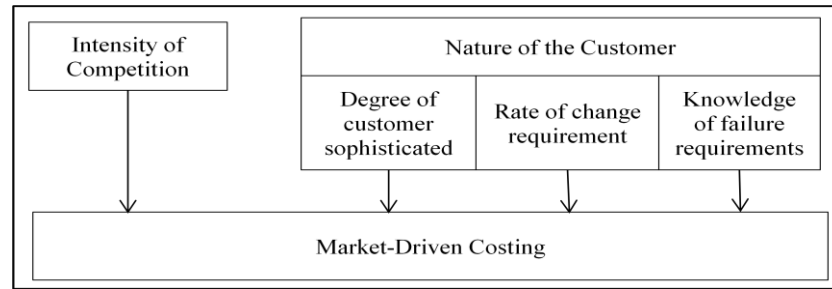 Intensity of
Competition
Nature of the Customer
Degree of
customer
sophisticated
Rate of change
requirement
Knowledge
of failure
requirements
Market-Driven Costing